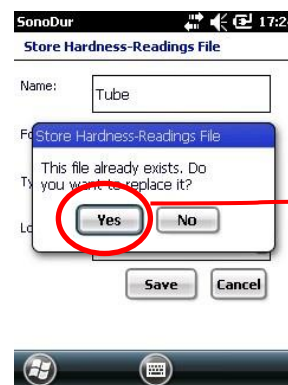 SonoDur 17:2
Store Hardness-Readings File
Name:
Tube
Store Hardness-Readings File
This file already exists. Do
you want to replace it?
Yes No
Save Cancel